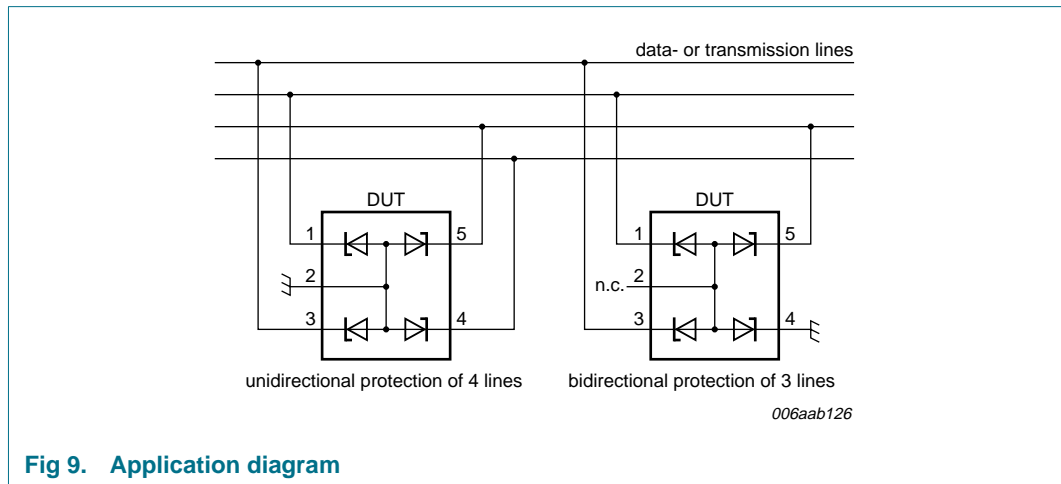 data- or transmission lines
DUT DUT
1 5 1 5
2 n.c. 2
3 4 3 4
unidirectional protection of 4 lines bidirectional protection of 3 lines
006aab126
Fig 9. Application diagram